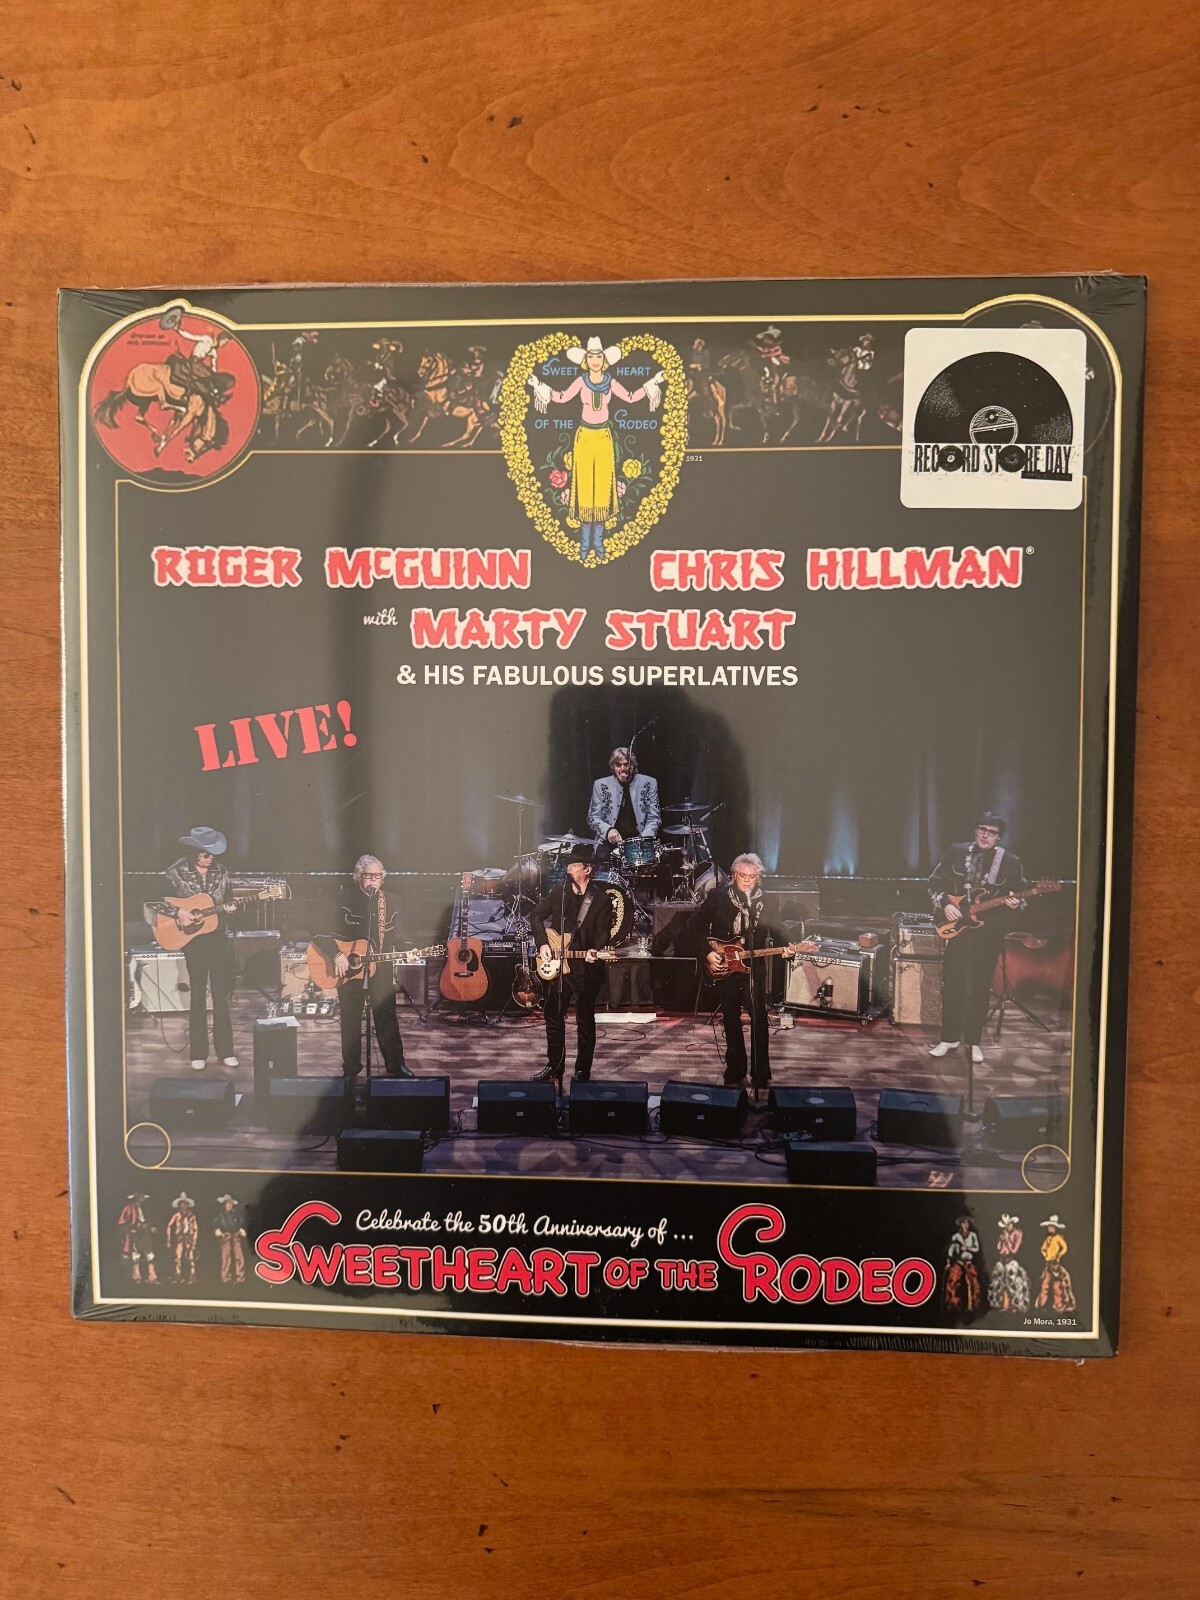 SWEET HEART
OF THE RODEO
1931
RECORD STORE DAY
ROGER McGUINN CHRIS HILLMAN®
with MARTY STUART
& HIS FABULOUS SUPERLATIVES
LIVE!
Celebrate the 50th Anniversary of ...
SWEETHEART OF THE RODEO
Jo Mora, 1931